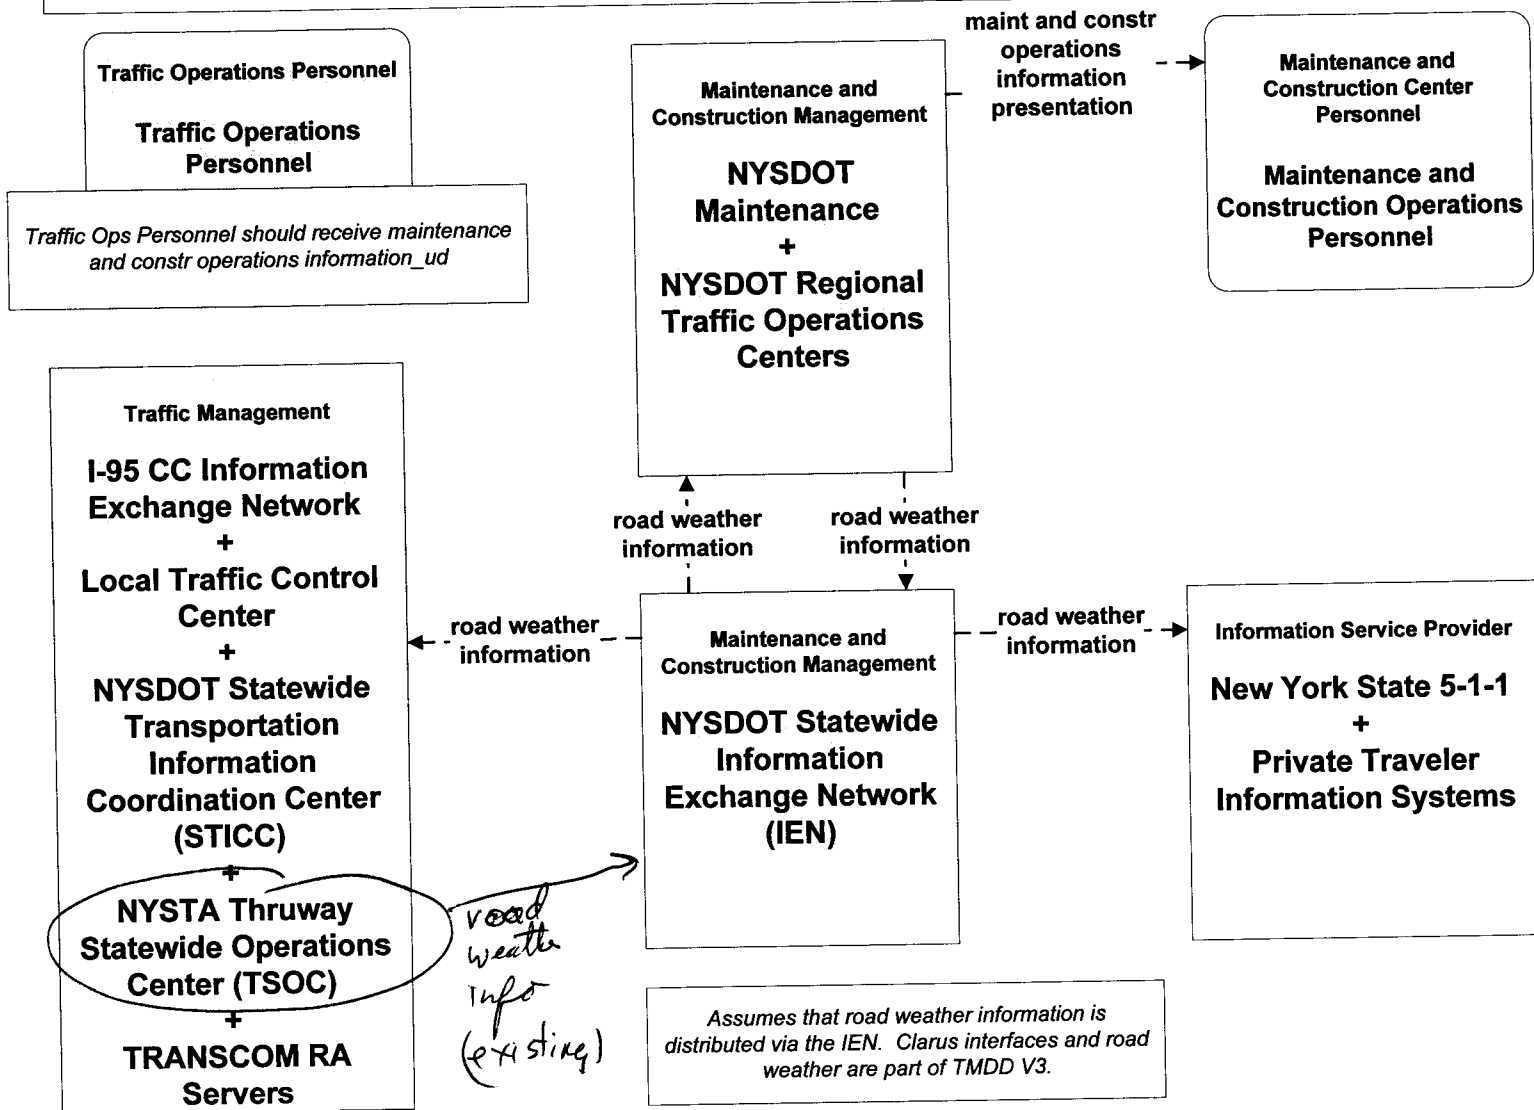 Traffic Operations Personnel
Traffic Operations
Personnel
Traffic Ops Personnel should receive maintenance
and constr operations information_ud
Maintenance and
Construction Management
NYSDOT
Maintenance
+
NYSDOT Regional
Traffic Operations
Centers
maint and constr
operations
information
presentation
Maintenance and
Construction Center
Personnel
Maintenance and
Construction Operations
Personnel
Traffic Management
I-95 CC Information
Exchange Network
+
Local Traffic Control
Center
+
NYSDOT Statewide
Transportation
Information
Coordination Center
(STICC)
+
NYSTA Thruway
Statewide Operations
Center (TSOC)
+
TRANSCOM RA
Servers
road weather
information
road weather
information
road weather
information
Maintenance and
Construction Management
NYSDOT Statewide
Information
Exchange Network
(IEN)
road weather
information
Information Service Provider
New York State 5-1-1
+
Private Traveler
Information Systems
road
weather
info
(existing)
Assumes that road weather information is
distributed via the IEN. Clarus interfaces and road
weather are part of TMDD V3.